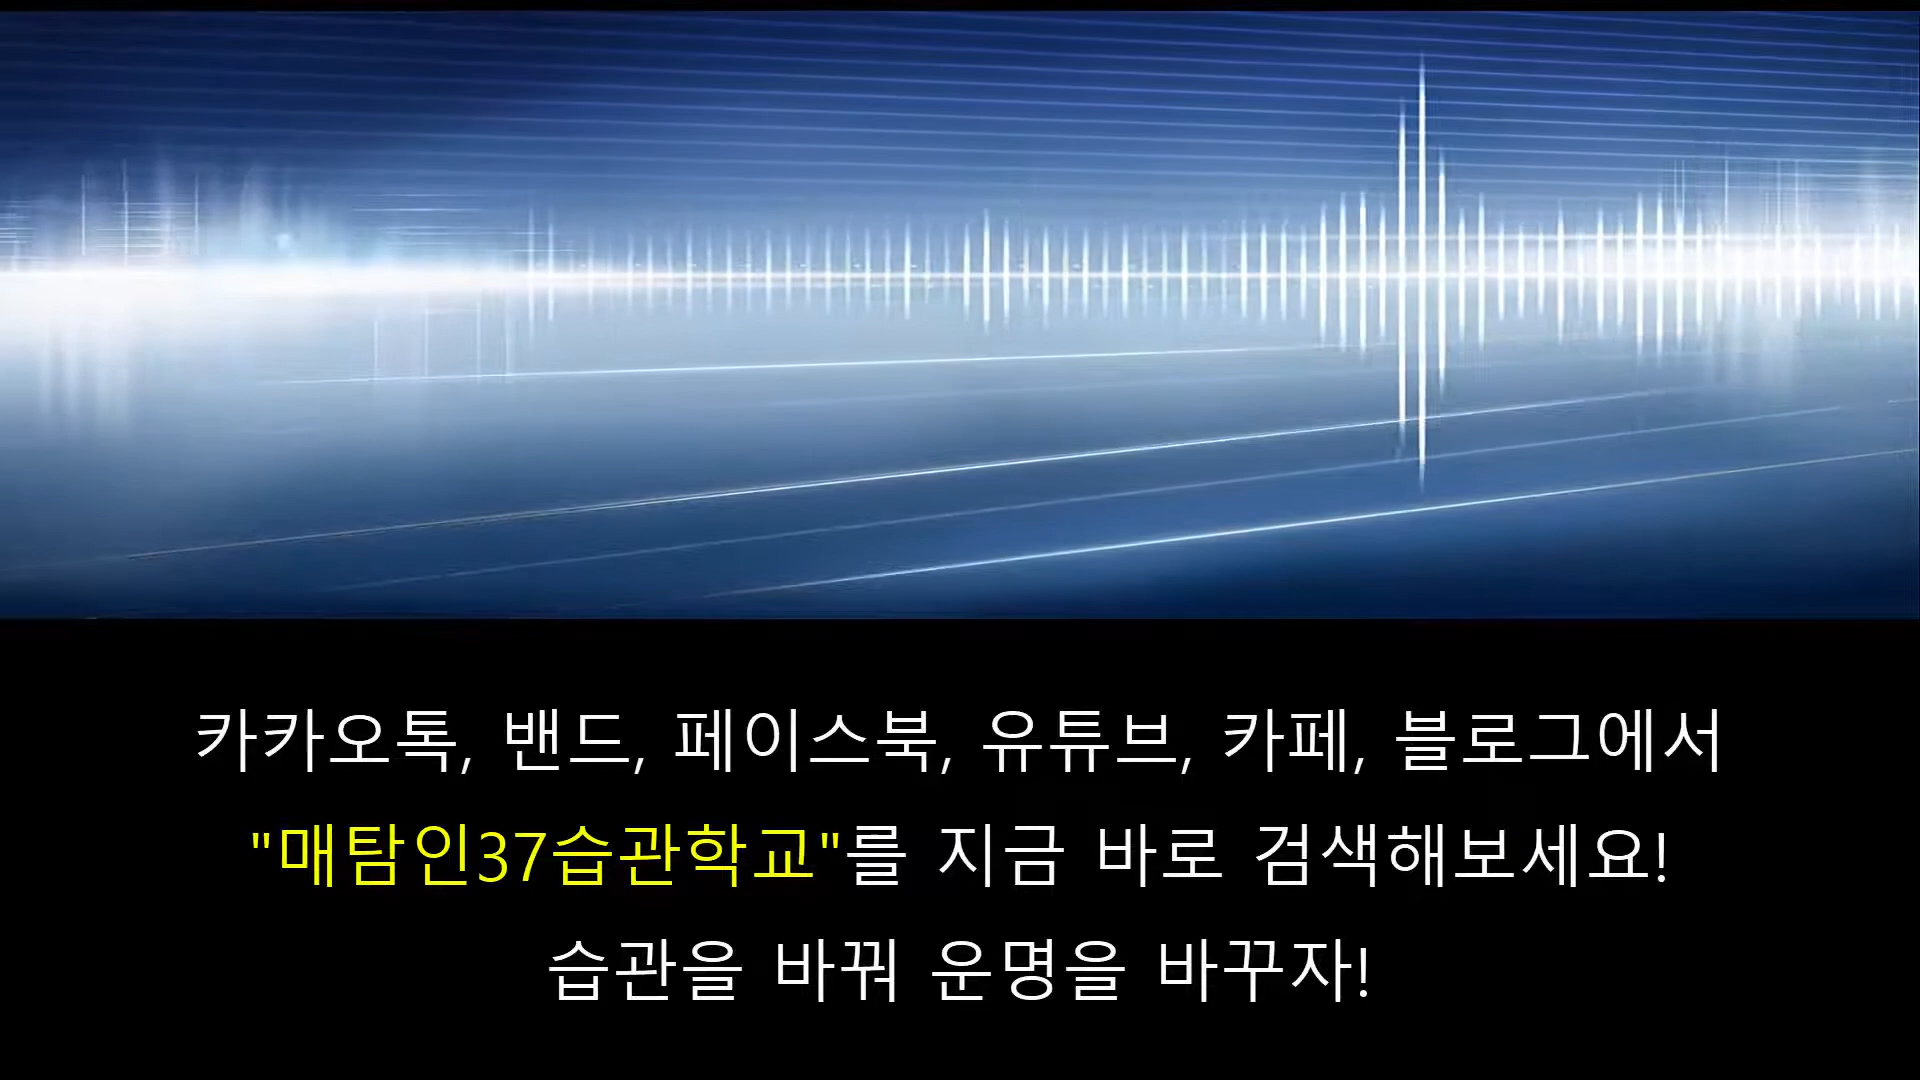 카카오톡, 밴드, 페이스북, 유튜브, 카페, 블로그에서
"매탐인37습관학교"를 지금 바로 검색해보세요!
습관을 바꿔 운명을 바꾸자!